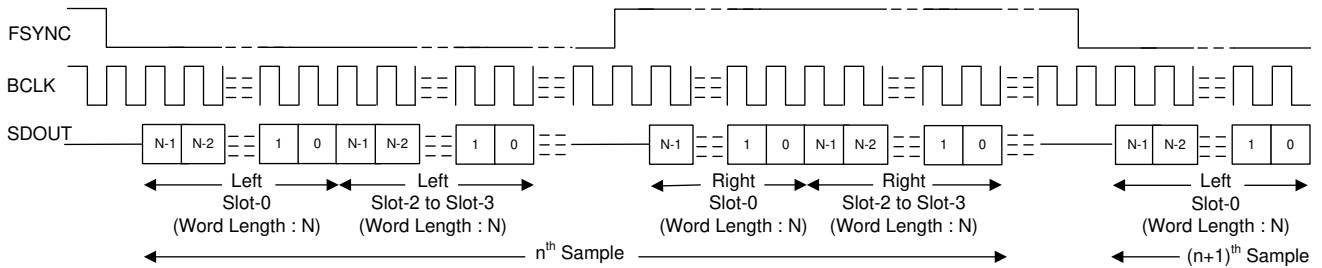 FSYNC
BCLK
SDOUT
N-1 N-2 1 0 N-1 N-2 1 0 N-1 1 0 N-1 N-2 1 0 N-1 N-2 1 0
Left Left Right Right Left
Slot-0 Slot-2 to Slot-3 Slot-0 Slot-2 to Slot-3 Slot-0
(Word Length : N) (Word Length : N) (Word Length : N) (Word Length : N) (Word Length : N)
nth Sample (n+1)th Sample